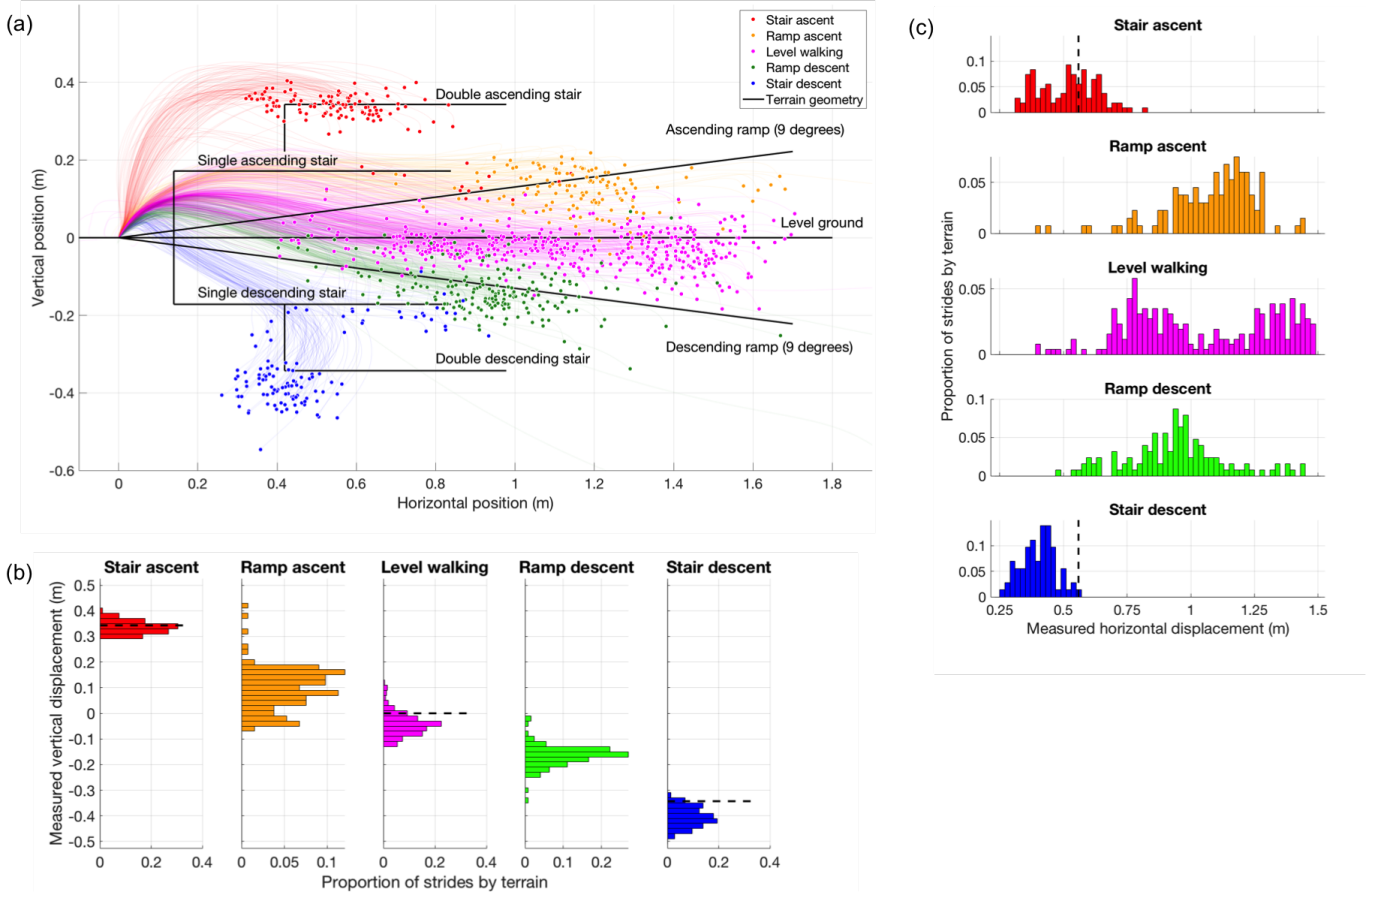 (a)
Stair ascent
Ramp ascent
Level walking
Ramp descent
Stair descent
Terrain geometry
Double ascending stair
Ascending ramp (9 degrees)
Single ascending stair
Level ground
Single descending stair
Double descending stair
Descending ramp (9 degrees)
Vertical position (m)
0.4
0.2
0
-0.2
-0.4
-0.6
0 0.2 0.4 0.6 0.8 1 1.2 1.4 1.6 1.8
Horizontal position (m)
(b)
Stair ascent Ramp ascent Level walking Ramp descent Stair descent
Measured vertical displacement (m)
0.5
0.4
0.3
0.2
0.1
0
-0.1
-0.2
-0.3
-0.4
-0.5
0 0.2 0.4 0 0.05 0.1 0 0.2 0.4 0 0.1 0.2 0 0.2 0.4
Proportion of strides by terrain
(c)
Stair ascent
0.1
0.05
0
Ramp ascent
0.05
0
Level walking
0.05
0
Ramp descent
0.1
0.05
0
Stair descent
0.1
0.05
0
0.25 0.5 0.75 1 1.25 1.5
Measured horizontal displacement (m)
Proportion of strides by terrain